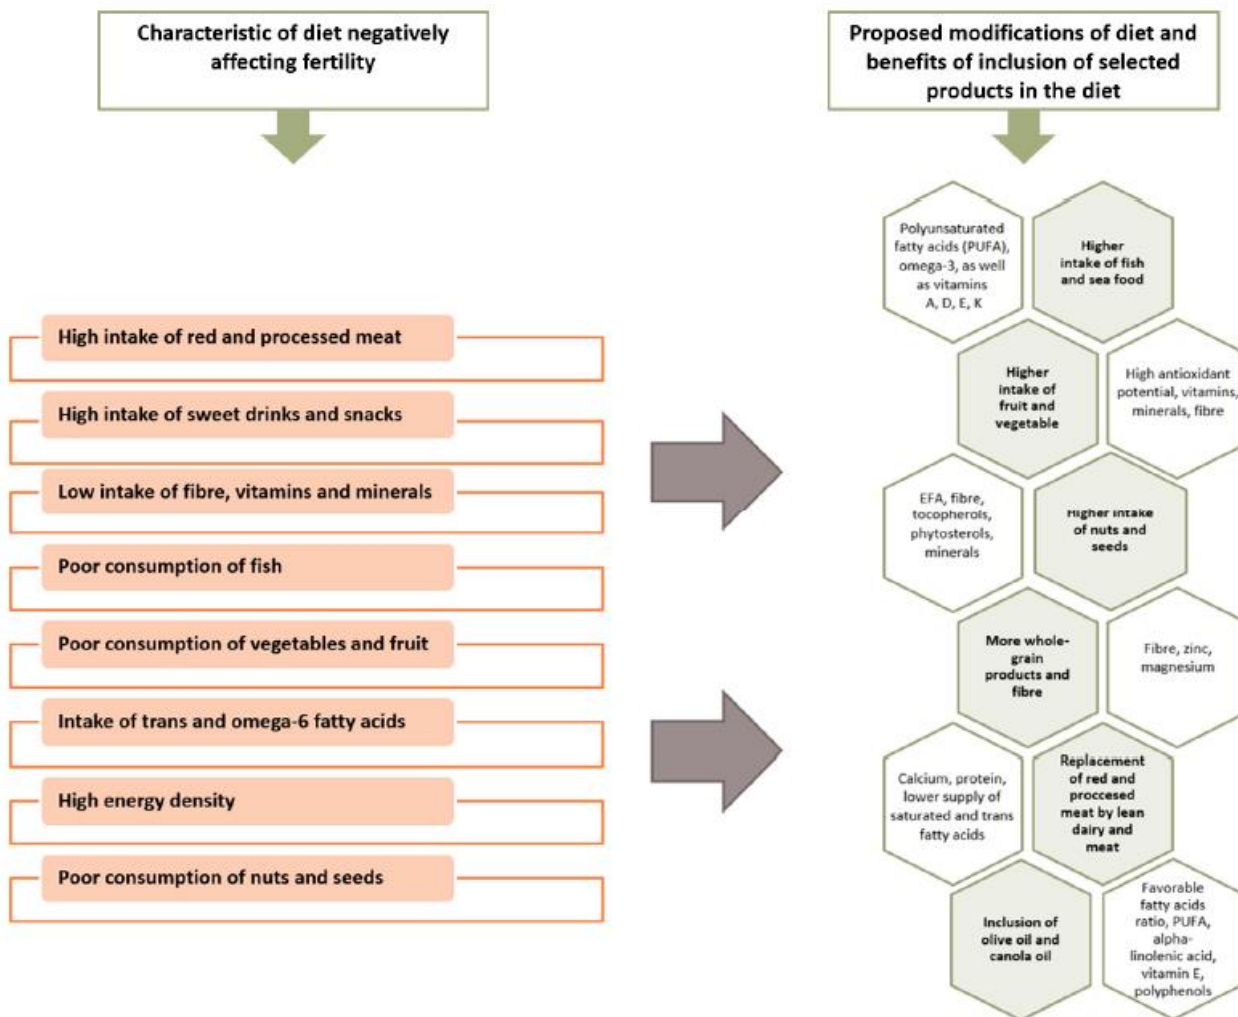 Characteristic of diet negatively
affecting fertility
Proposed modifications of diet and
benefits of inclusion of selected
products in the diet
High intake of red and processed meat
High intake of sweet drinks and snacks
Low intake of fibre, vitamins and minerals
Poor consumption of fish
Poor consumption of vegetables and fruit
Intake of trans and omega-6 fatty acids
High energy density
Poor consumption of nuts and seeds
Polyunsaturated
fatty acids (PUFA),
omega-3, as well
as vitamins
A, D, E, K
Higher
intake of fish
and sea food
Higher
intake of
fruit and
vegetable
High antioxidant
potential, vitamins,
minerals, fibre
EFA, fibre,
tocopherols,
phytosterols,
minerals
Higher intake
of nuts and
seeds
More whole-
grain
products and
fibre
Fibre, zinc,
magnesium
Calcium, protein,
lower supply of
saturated and trans
fatty acids
Replacement
of red and
proccesed
meat by lean
dairy and
meat
Inclusion of
olive oil and
canola oil
Favorable
fatty acids
ratio, PUFA,
alpha-
linolenic acid,
vitamin E,
polyphenols